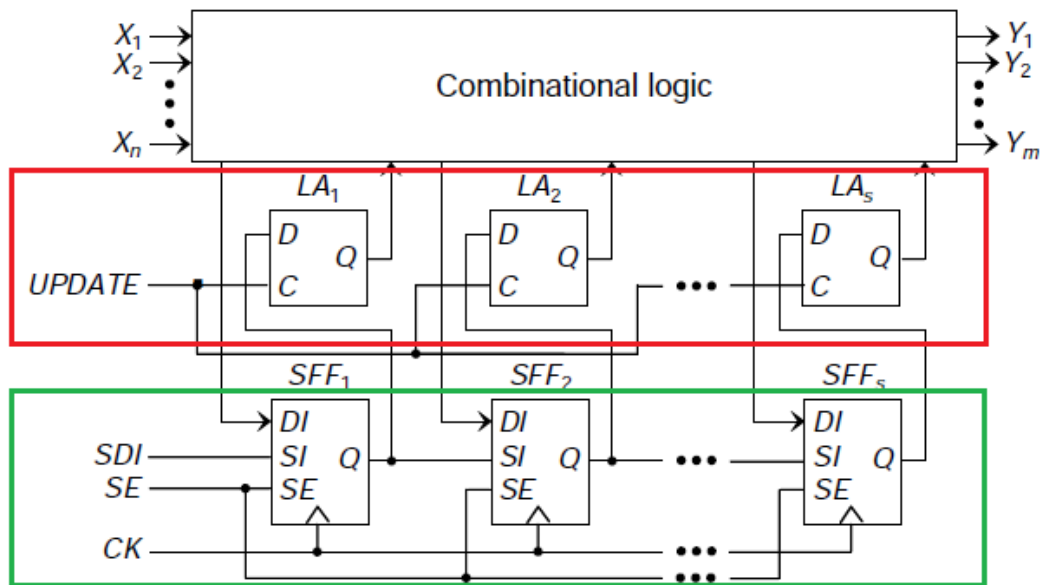 X1 Y1
X2 Combinational logic Y2
Xn Ym
LA1 LA2 LAs
D D D
Q Q Q
UPDATE C C C
SFF1 SFF2 SFFs
DI DI DI
SDI SI Q SI Q SI Q
SE SE SE SE
CK